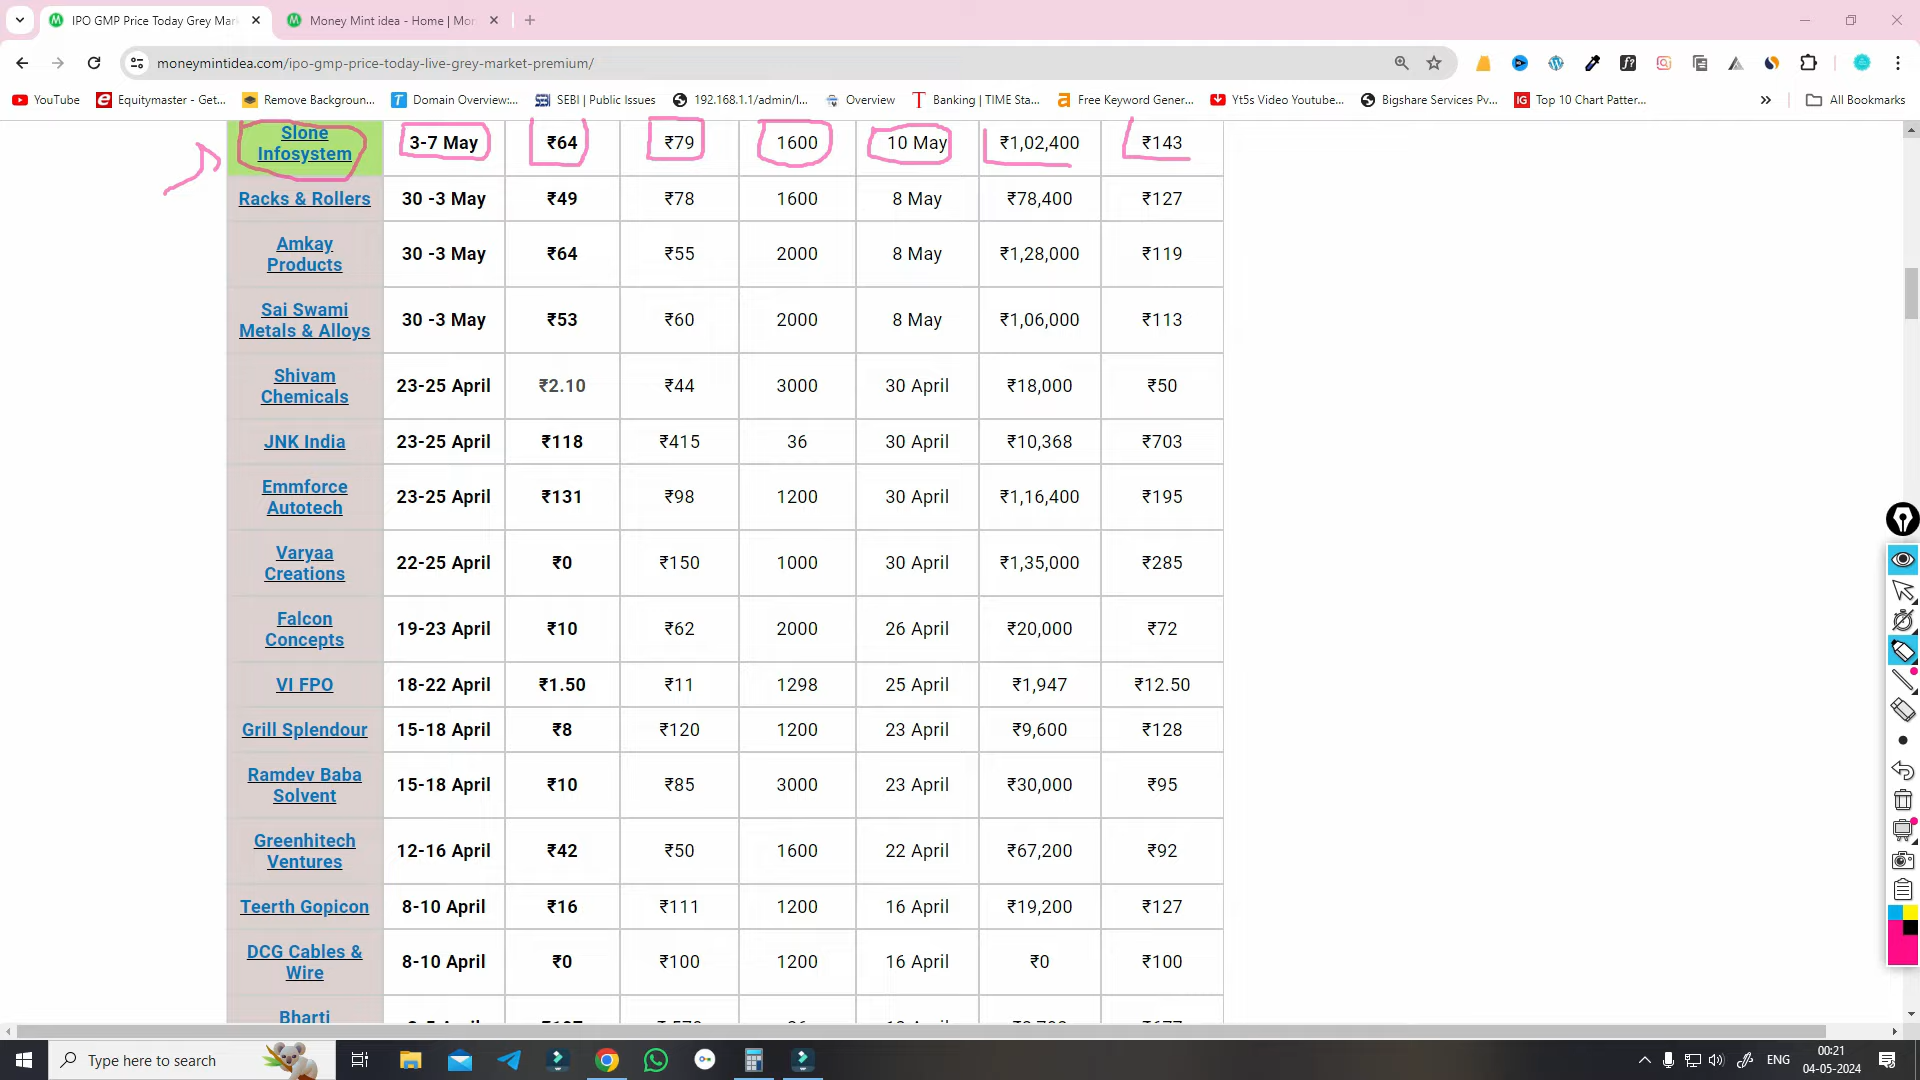 IPO GMP Price Today Grey Mar
Money Mint idea - Home | Mon
moneymintidea.com/ipo-gmp-price-today-live-grey-market-premium/
YouTube Equitymaster - Get... Remove Backgroun... Domain Overview:... SEBI | Public Issues 192.168.1.1/admin/l... Overview Banking | TIME Sta... Free Keyword Gener... Yt5s Video Youtube... Bigshare Services Pv... Top 10 Chart Patter... » All Bookmarks
Slone
Infosystem 3-7 May ₹64 ₹79 1600 10 May ₹1,02,400 ₹143
Racks & Rollers 30 -3 May ₹49 ₹78 1600 8 May ₹78,400 ₹127
Amkay
Products 30 -3 May ₹64 ₹55 2000 8 May ₹1,28,000 ₹119
Sai Swami
Metals & Alloys 30 -3 May ₹53 ₹60 2000 8 May ₹1,06,000 ₹113
Shivam
Chemicals 23-25 April ₹2.10 ₹44 3000 30 April ₹18,000 ₹50
JNK India 23-25 April ₹118 ₹415 36 30 April ₹10,368 ₹703
Emmforce
Autotech 23-25 April ₹131 ₹98 1200 30 April ₹1,16,400 ₹195
Varyaa
Creations 22-25 April ₹0 ₹150 1000 30 April ₹1,35,000 ₹285
Falcon
Concepts 19-23 April ₹10 ₹62 2000 26 April ₹20,000 ₹72
VI FPO 18-22 April ₹1.50 ₹11 1298 25 April ₹1,947 ₹12.50
Grill Splendour 15-18 April ₹8 ₹120 1200 23 April ₹9,600 ₹128
Ramdev Baba
Solvent 15-18 April ₹10 ₹85 3000 23 April ₹30,000 ₹95
Greenhitech
Ventures 12-16 April ₹42 ₹50 1600 22 April ₹67,200 ₹92
Teerth Gopicon 8-10 April ₹16 ₹111 1200 16 April ₹19,200 ₹127
DCG Cables &
Wire 8-10 April ₹0 ₹100 1200 16 April ₹0 ₹100
Bharti
Type here to search
ENG
00:21
04-05-2024